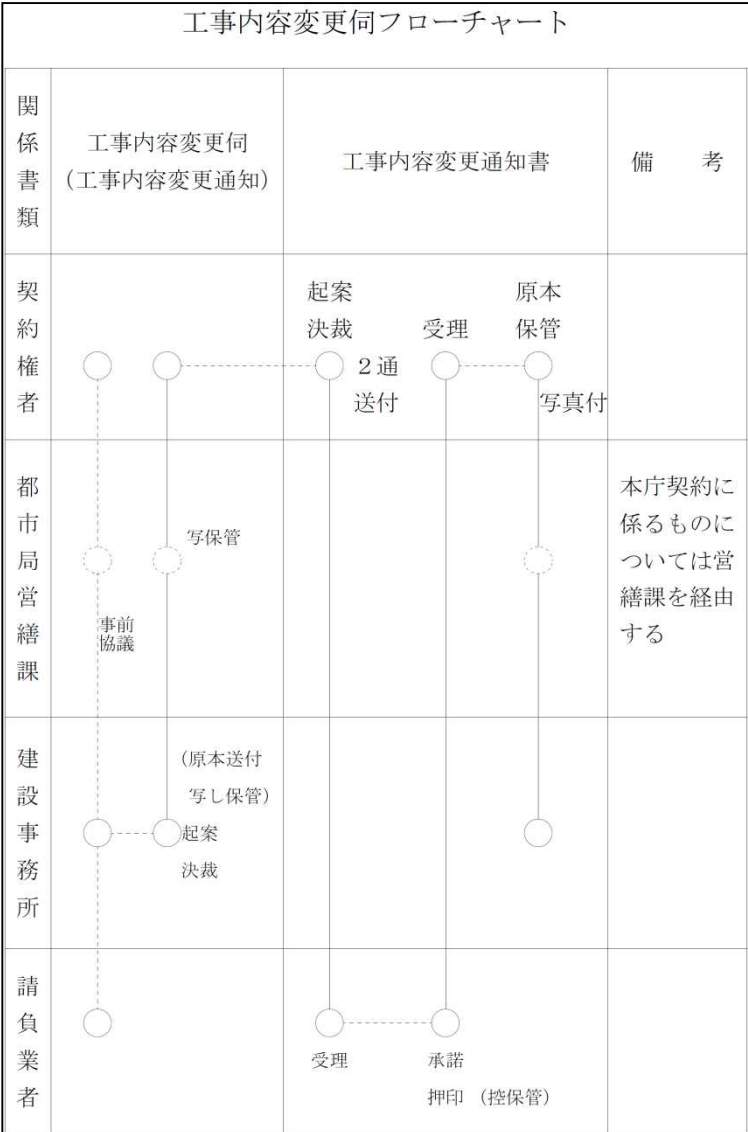 工事内容変更伺フローチャート
関係書類
工事内容変更伺
(工事内容変更通知)
工事内容変更通知書
備 考
契約権者
起案
決裁
2通
送付
受理
原本
保管
写真付
都市局営繕課
写保管
事前
協議
本庁契約に
係るものに
ついては営
繕課を経由
する
建設事務所
(原本送付
写し保管)
起案
決裁
請負業者
受理
承諾
押印 (控保管)